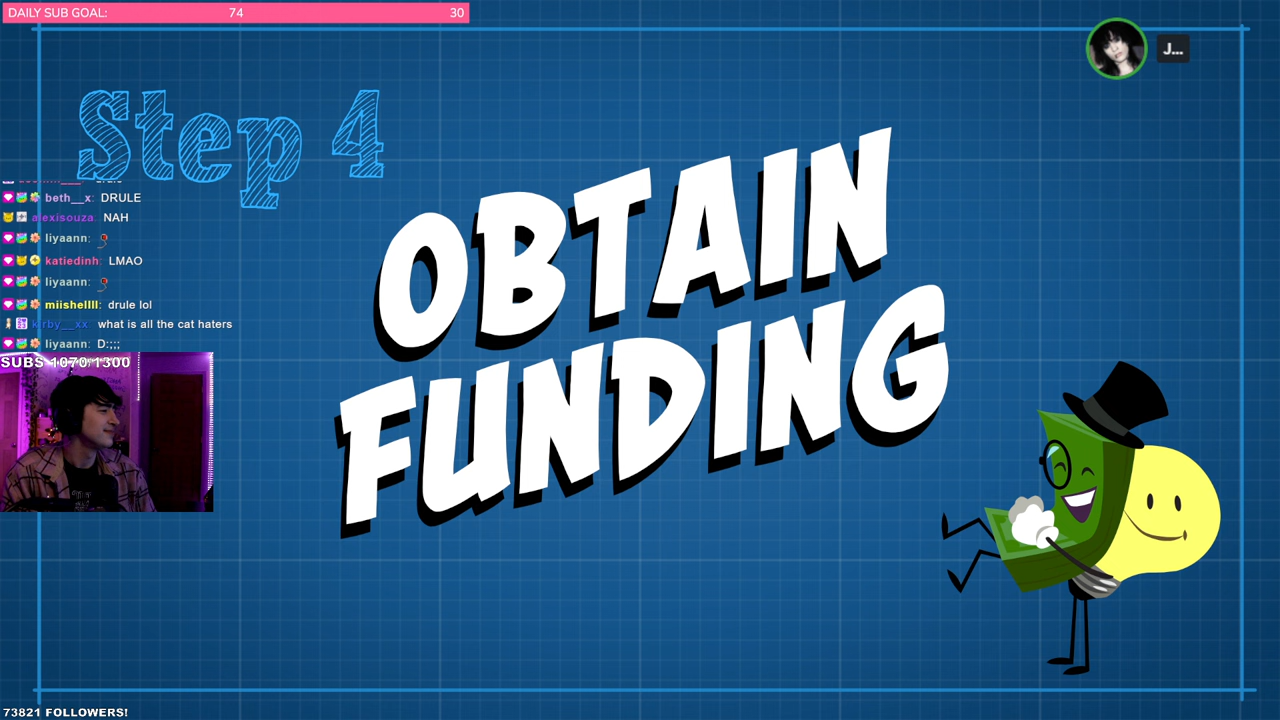 DAILY SUB GOAL: 74 30
J...
Step 4
OBTAIN
FUNDING
beth__x: DRULE
alexisouza: NAH
liyaann:
katiedinh: LMAO
liyaann:
miishellll: drule lol
kirby__xx: what is all the cat haters
liyaann: D:;;;
SUBS 1070/1300
73821 FOLLOWERS!